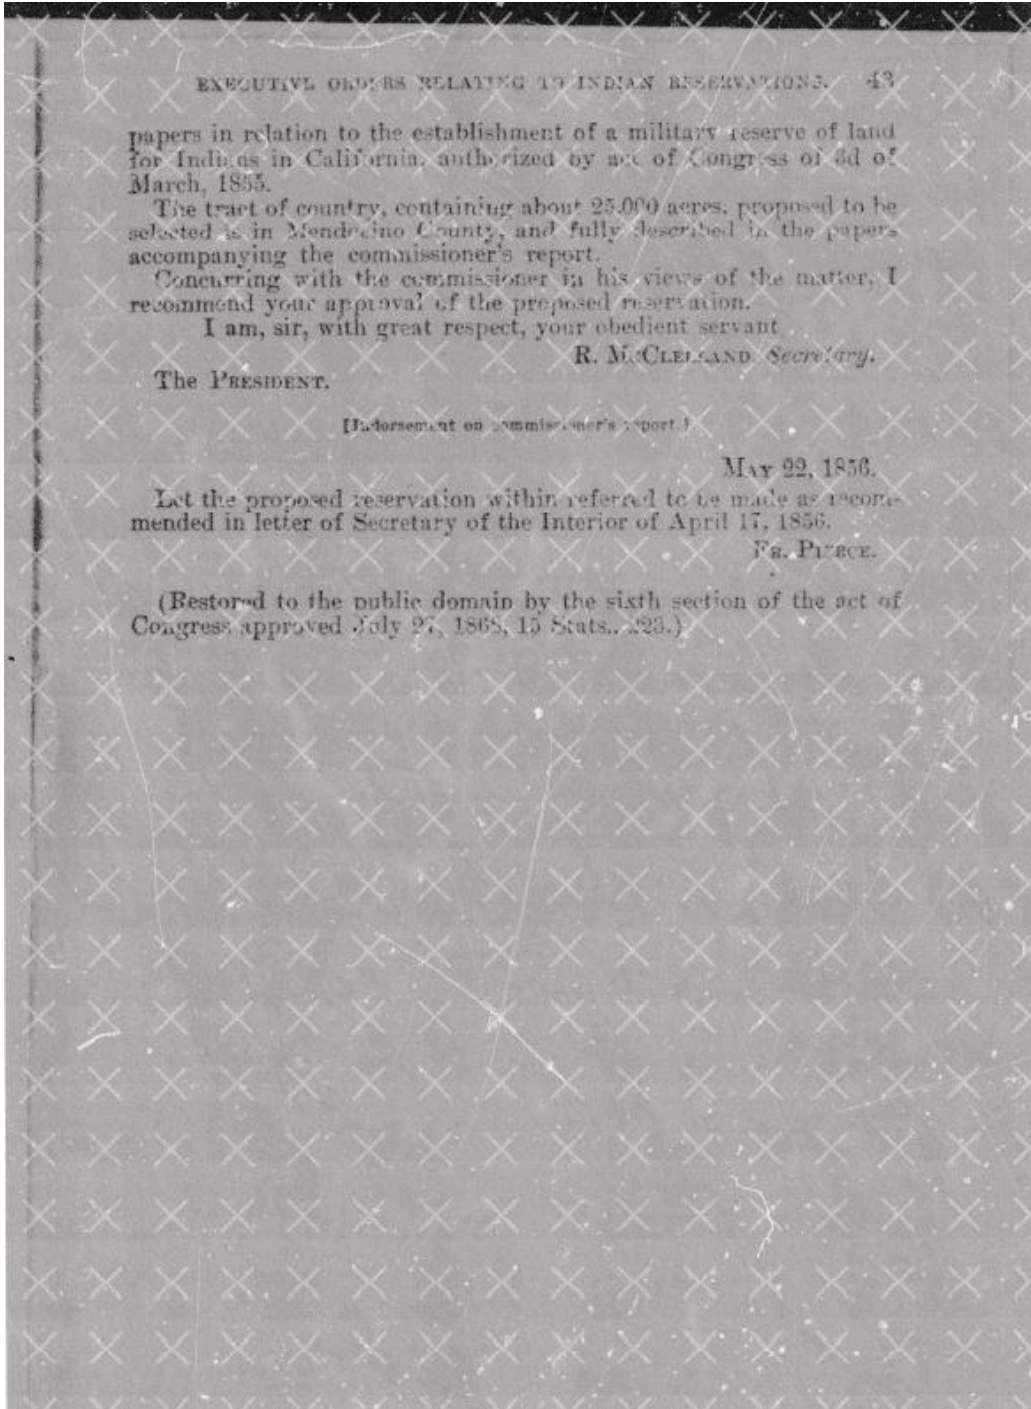 EXECUTIVE ORDERS RELATING TO INDIAN RESERVATIONS. 43
papers in relation to the establishment of a military reserve of land
for Indians in California, authorized by act of Congress of 3d of
March, 1855.
The tract of country, containing about 25,000 acres, proposed to be
selected is in Mendocino County, and fully described in the papers
accompanying the commissioner's report.
Concurring with the commissioner in his views of the matter, I
recommend your approval of the proposed reservation.
I am, sir, with great respect, your obedient servant
R. McClelland, Secretary.
The President.
[Indorsement on commissioner's report.]
May 22, 1856.
Let the proposed reservation within referred to be made as recom-
mended in letter of Secretary of the Interior of April 17, 1856.
Fr. Pierce.
(Restored to the public domain by the sixth section of the act of
Congress approved July 27, 1868, 15 Stats., 223.)